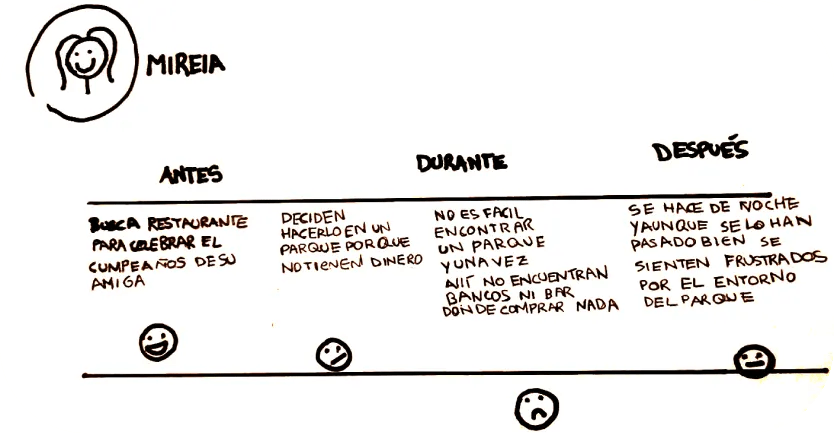 MIREIA
ANTES
DURANTE
DESPUÉS
BUSCA RESTAURANTE
PARA CELEBRAR EL
CUMPEAÑOS DE SU
AMIGA
DECIDEN
HACERLO EN UN
PARQUE PORQUE
NO TIENEN DINERO
NO ES FACIL
ENCONTRAR
UN PARQUE
Y UNA VEZ
ALLÍ NO ENCUENTRAN
BANCOS NI BAR
DONDE COMPRAR NADA
SE HACE DE NOCHE
Y AUNQUE SE LO HAN
PASADO BIEN SE
SIENTEN FRUSTRADOS
POR EL ENTORNO
DEL PARQUE